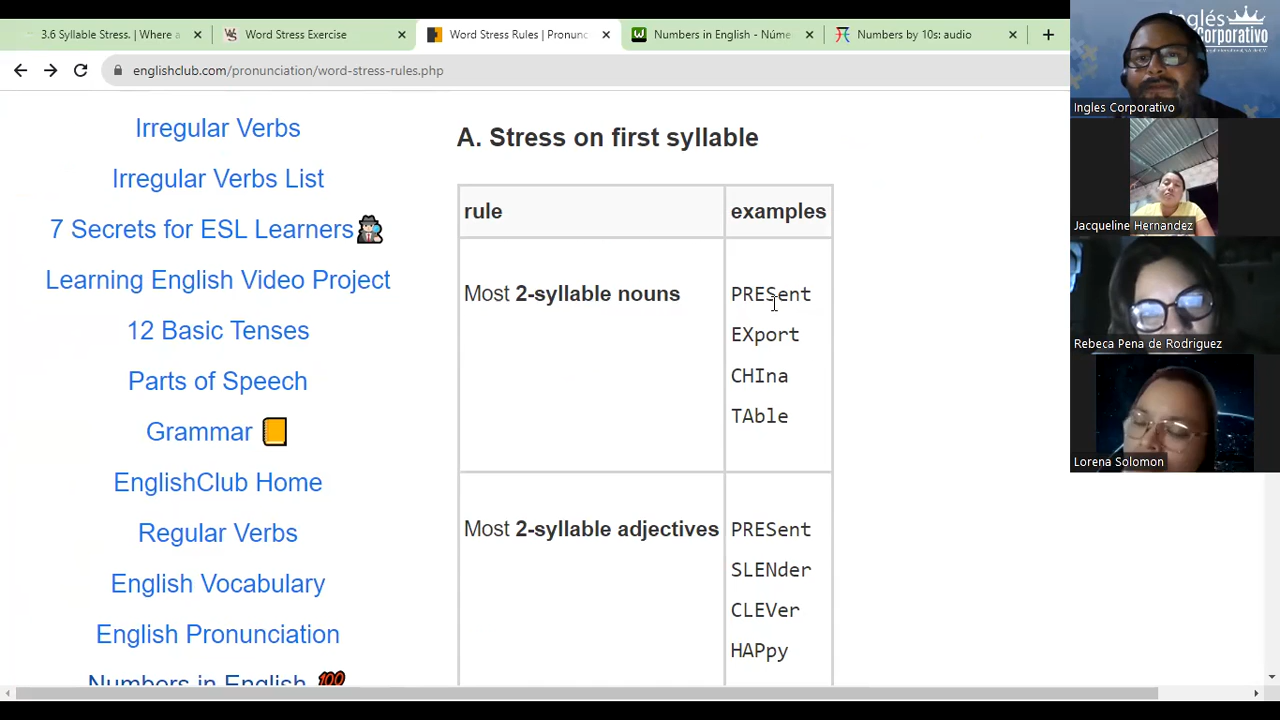 3.6 Syllable Stress. | Where a
Word Stress Exercise
Word Stress Rules | Pronunc
Numbers in English - Núme
Numbers by 10s: audio
englishclub.com/pronunciation/word-stress-rules.php
Irregular Verbs
Irregular Verbs List
7 Secrets for ESL Learners
Learning English Video Project
12 Basic Tenses
Parts of Speech
Grammar
EnglishClub Home
Regular Verbs
English Vocabulary
English Pronunciation
Numbers in English
A. Stress on first syllable
rule examples
Most 2-syllable nouns PRESent
EXport
CHIna
TAble
Most 2-syllable adjectives PRESent
SLENder
CLEVer
HAPpy
Inglés
Corporativo
Ingles Corporativo
Jacqueline Hernandez
Rebeca Pena de Rodriguez
Lorena Solomon